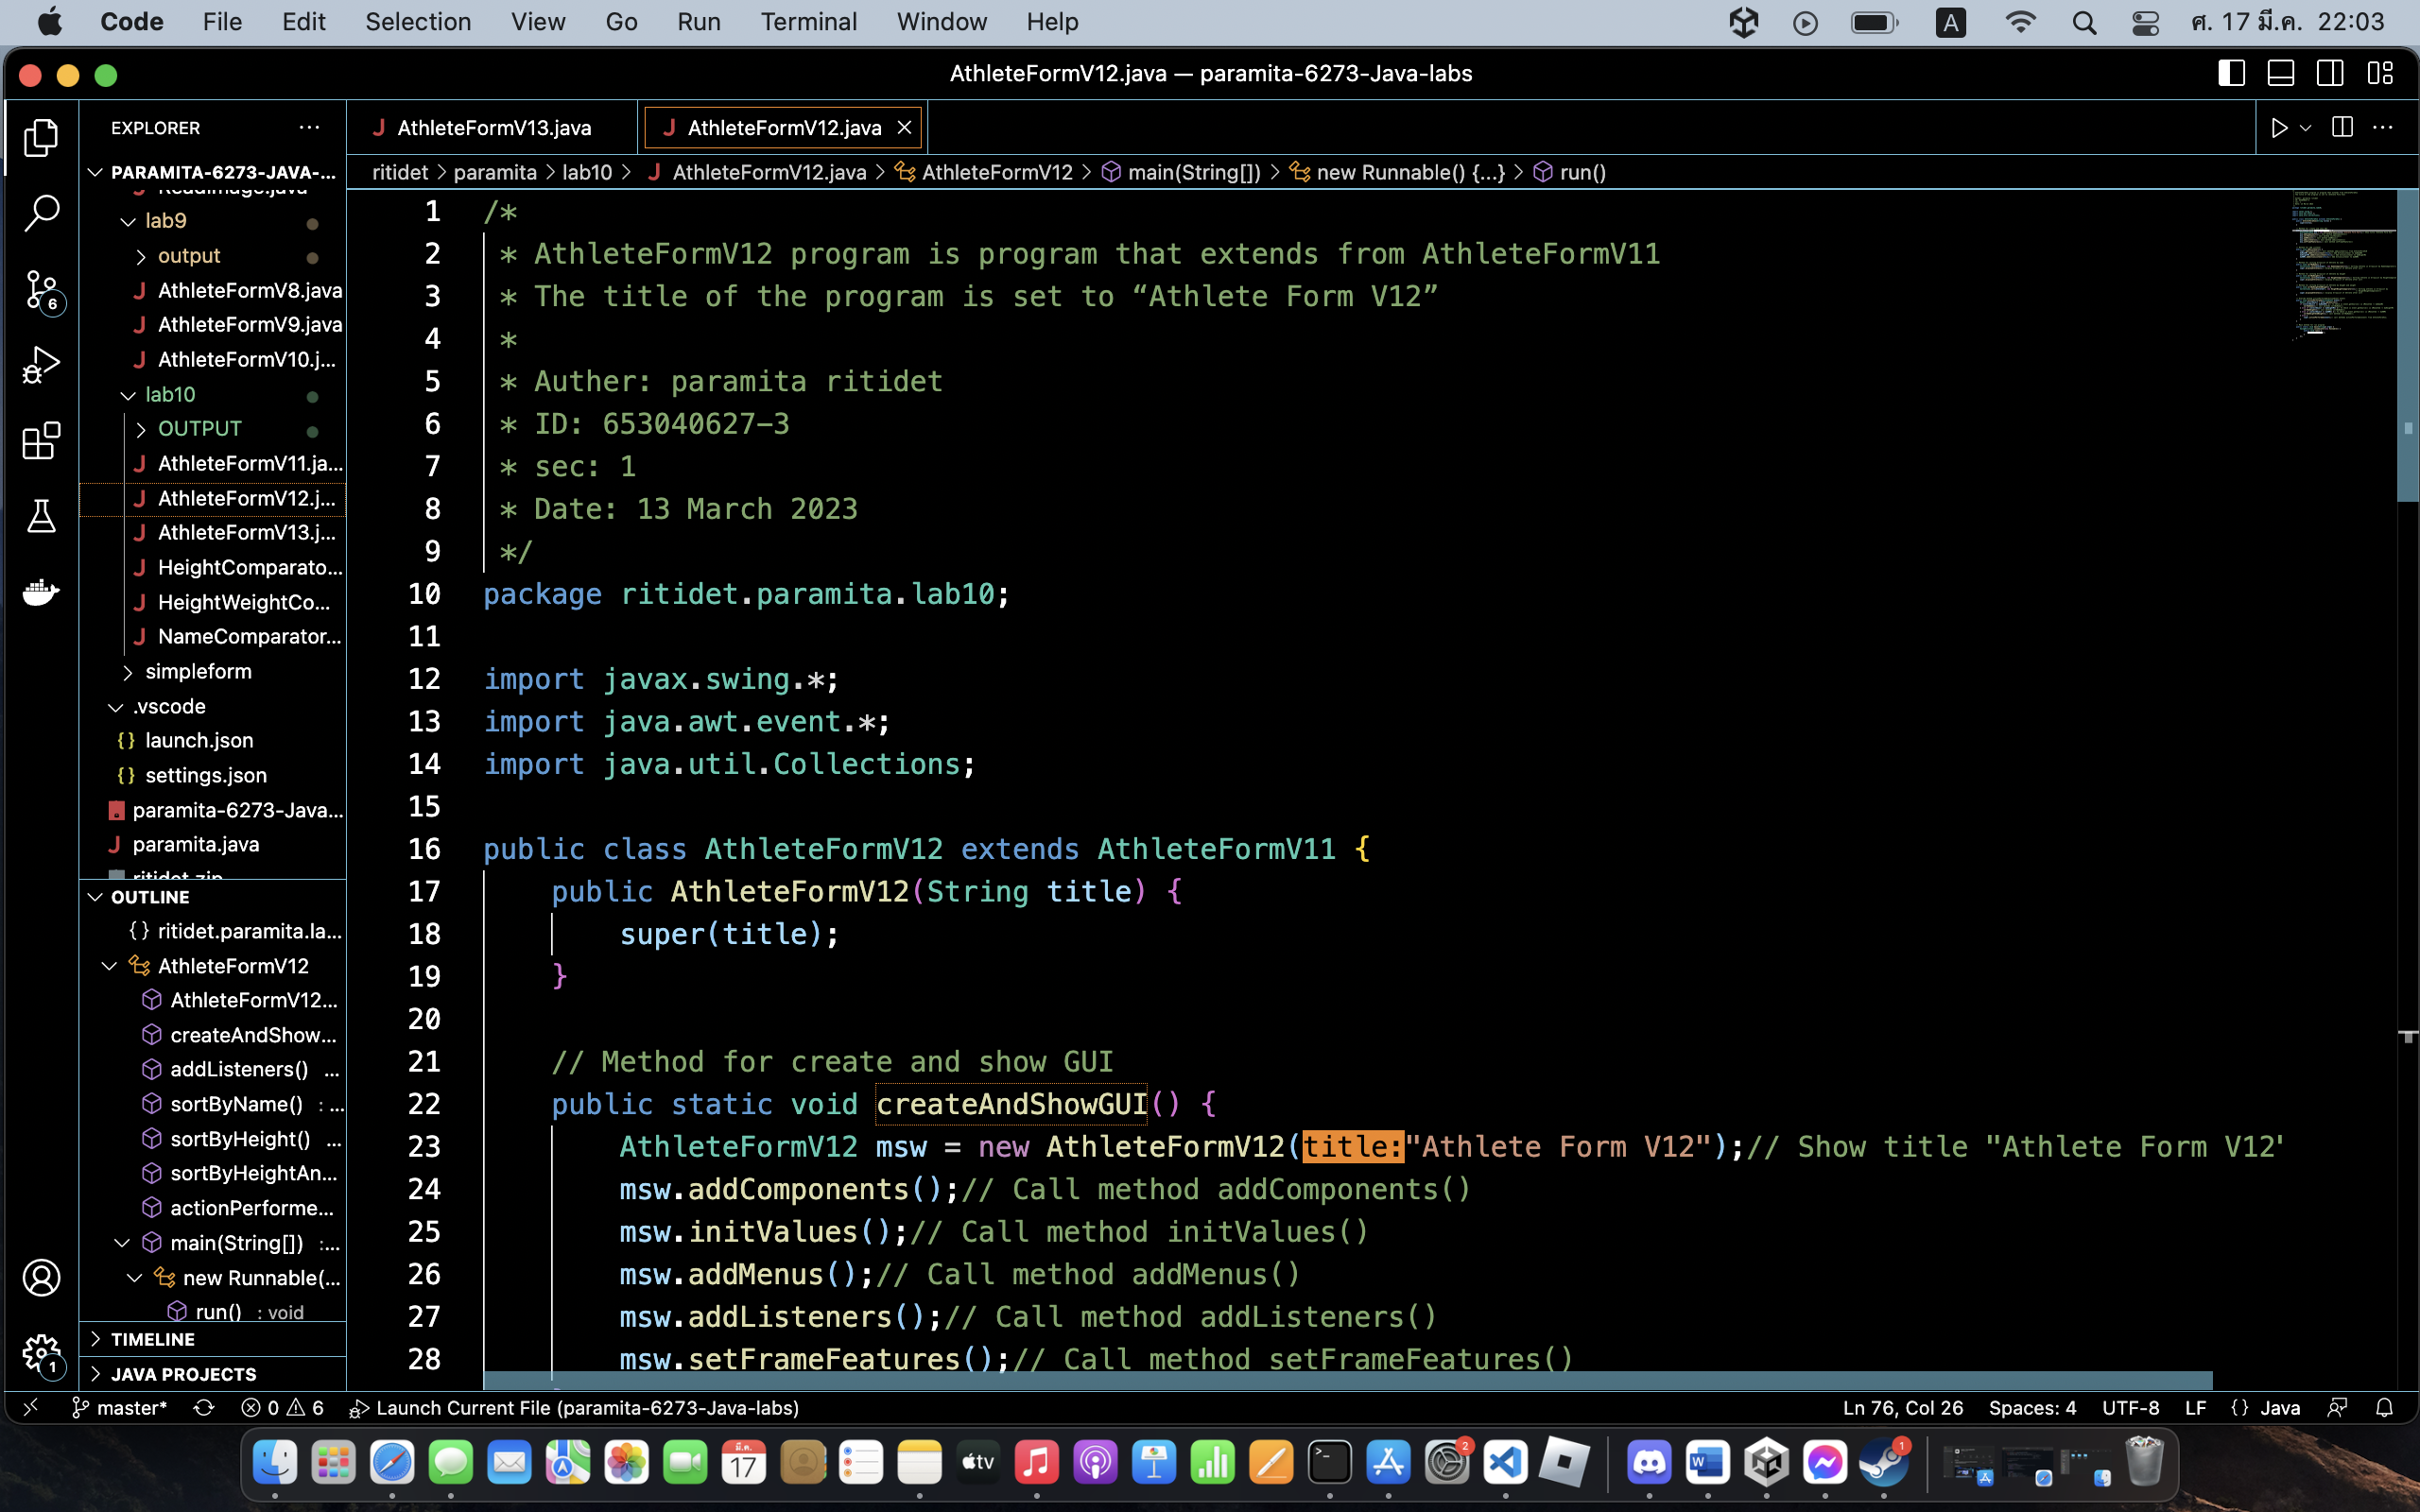 Code File Edit Selection View Go Run Terminal Window Help A ศ. 17 มี.ค. 22:03
AthleteFormV12.java — paramita-6273-Java-labs
EXPLORER ···
J AthleteFormV13.java J AthleteFormV12.java ×
ritidet > paramita > lab10 > J AthleteFormV12.java > AthleteFormV12 > main(String[]) > new Runnable() {...} > run()
PARAMITA-6273-JAVA-...
ReadImage.java
lab9
output
J AthleteFormV8.java
J AthleteFormV9.java
J AthleteFormV10.j...
lab10
OUTPUT
J AthleteFormV11.ja...
J AthleteFormV12.j...
J AthleteFormV13.j...
J HeightComparato...
J HeightWeightCo...
J NameComparator...
simpleform
.vscode
{} launch.json
{} settings.json
paramita-6273-Java...
J paramita.java
ritidet.zip
OUTLINE
{} ritidet.paramita.la...
AthleteFormV12
AthleteFormV12...
createAndShow...
addListeners() ...
sortByName() : ...
sortByHeight() ...
sortByHeightAn...
actionPerforme...
main(String[]) :...
new Runnable(...
run() : void
TIMELINE
JAVA PROJECTS
6
1
1 /*
2 * AthleteFormV12 program is program that extends from AthleteFormV11
3 * The title of the program is set to “Athlete Form V12”
4 *
5 * Auther: paramita ritidet
6 * ID: 653040627-3
7 * sec: 1
8 * Date: 13 March 2023
9 */
10 package ritidet.paramita.lab10;
11
12 import javax.swing.*;
13 import java.awt.event.*;
14 import java.util.Collections;
15
16 public class AthleteFormV12 extends AthleteFormV11 {
17 public AthleteFormV12(String title) {
18 super(title);
19 }
20
21 // Method for create and show GUI
22 public static void createAndShowGUI() {
23 AthleteFormV12 msw = new AthleteFormV12(title:"Athlete Form V12");// Show title "Athlete Form V12'
24 msw.addComponents();// Call method addComponents()
25 msw.initValues();// Call method initValues()
26 msw.addMenus();// Call method addMenus()
27 msw.addListeners();// Call method addListeners()
28 msw.setFrameFeatures();// Call method setFrameFeatures()
master* 0 6 Launch Current File (paramita-6273-Java-labs) Ln 76, Col 26 Spaces: 4 UTF-8 LF {} Java
มี.ค.
17
tv
2
W
1